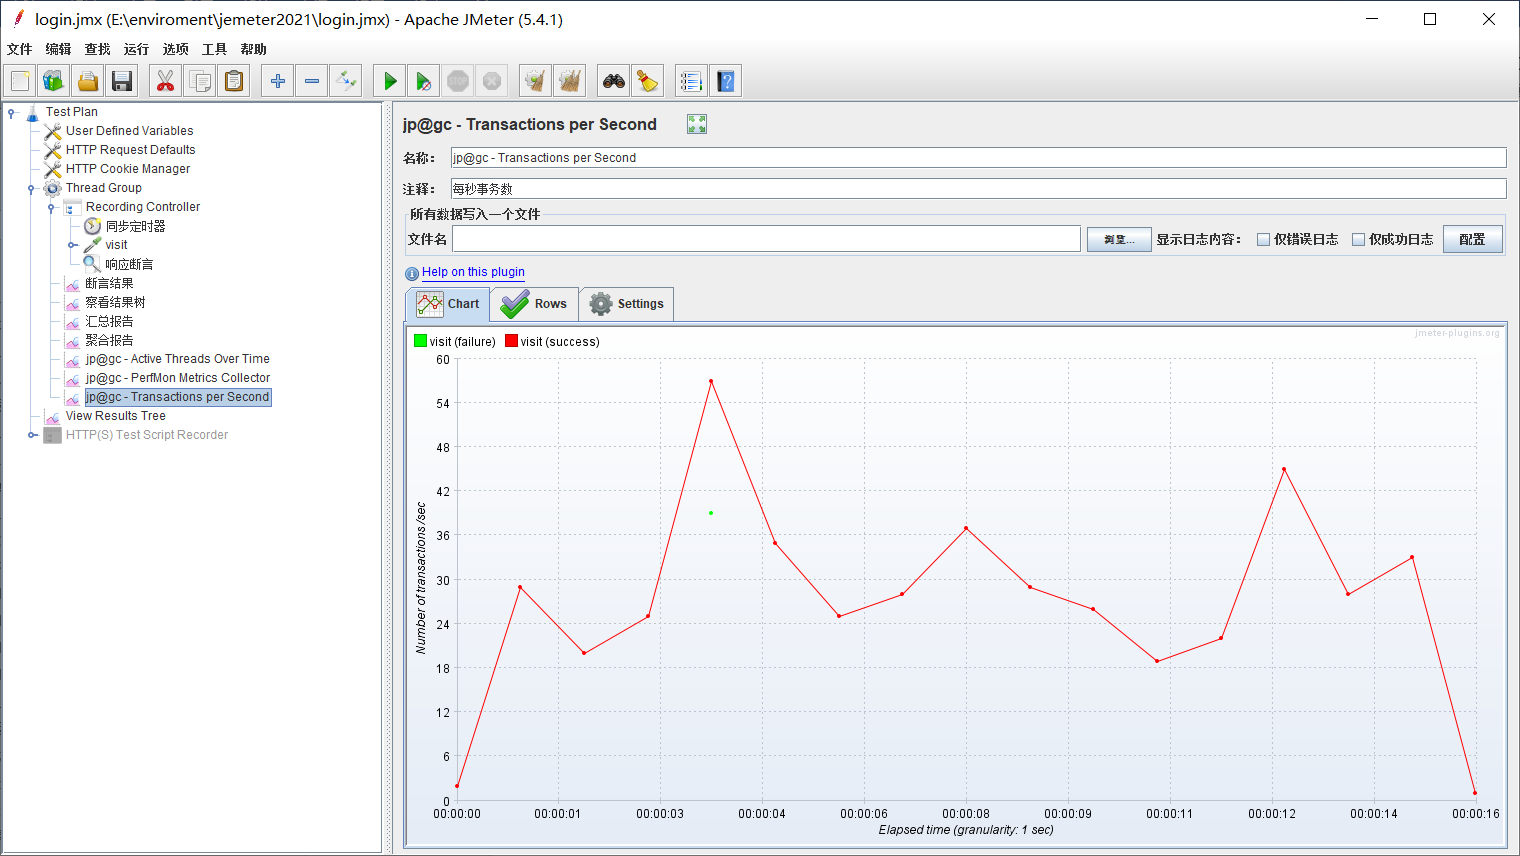 login.jmx (E:\enviroment\jemeter2021\login.jmx) - Apache JMeter (5.4.1)
文件 编辑 查找 运行 选项 工具 帮助
STOP
Test Plan
User Defined Variables
HTTP Request Defaults
HTTP Cookie Manager
Thread Group
Recording Controller
同步定时器
visit
响应断言
断言结果
察看结果树
汇总报告
聚合报告
jp@gc - Active Threads Over Time
jp@gc - PerfMon Metrics Collector
jp@gc - Transactions per Second
View Results Tree
HTTP(S) Test Script Recorder
jp@gc - Transactions per Second
名称： jp@gc - Transactions per Second
注释： 每秒事务数
所有数据写入一个文件
文件名 浏览... 显示日志内容： 仅错误日志 仅成功日志 配置
Help on this plugin
Chart Rows Settings
jmeter-plugins.org
visit (failure) visit (success)
60
54
48
42
36
30
24
18
12
6
0
Number of transactions /sec
00:00:00 00:00:01 00:00:03 00:00:04 00:00:06 00:00:08 00:00:09 00:00:11 00:00:12 00:00:14 00:00:16
Elapsed time (granularity: 1 sec)